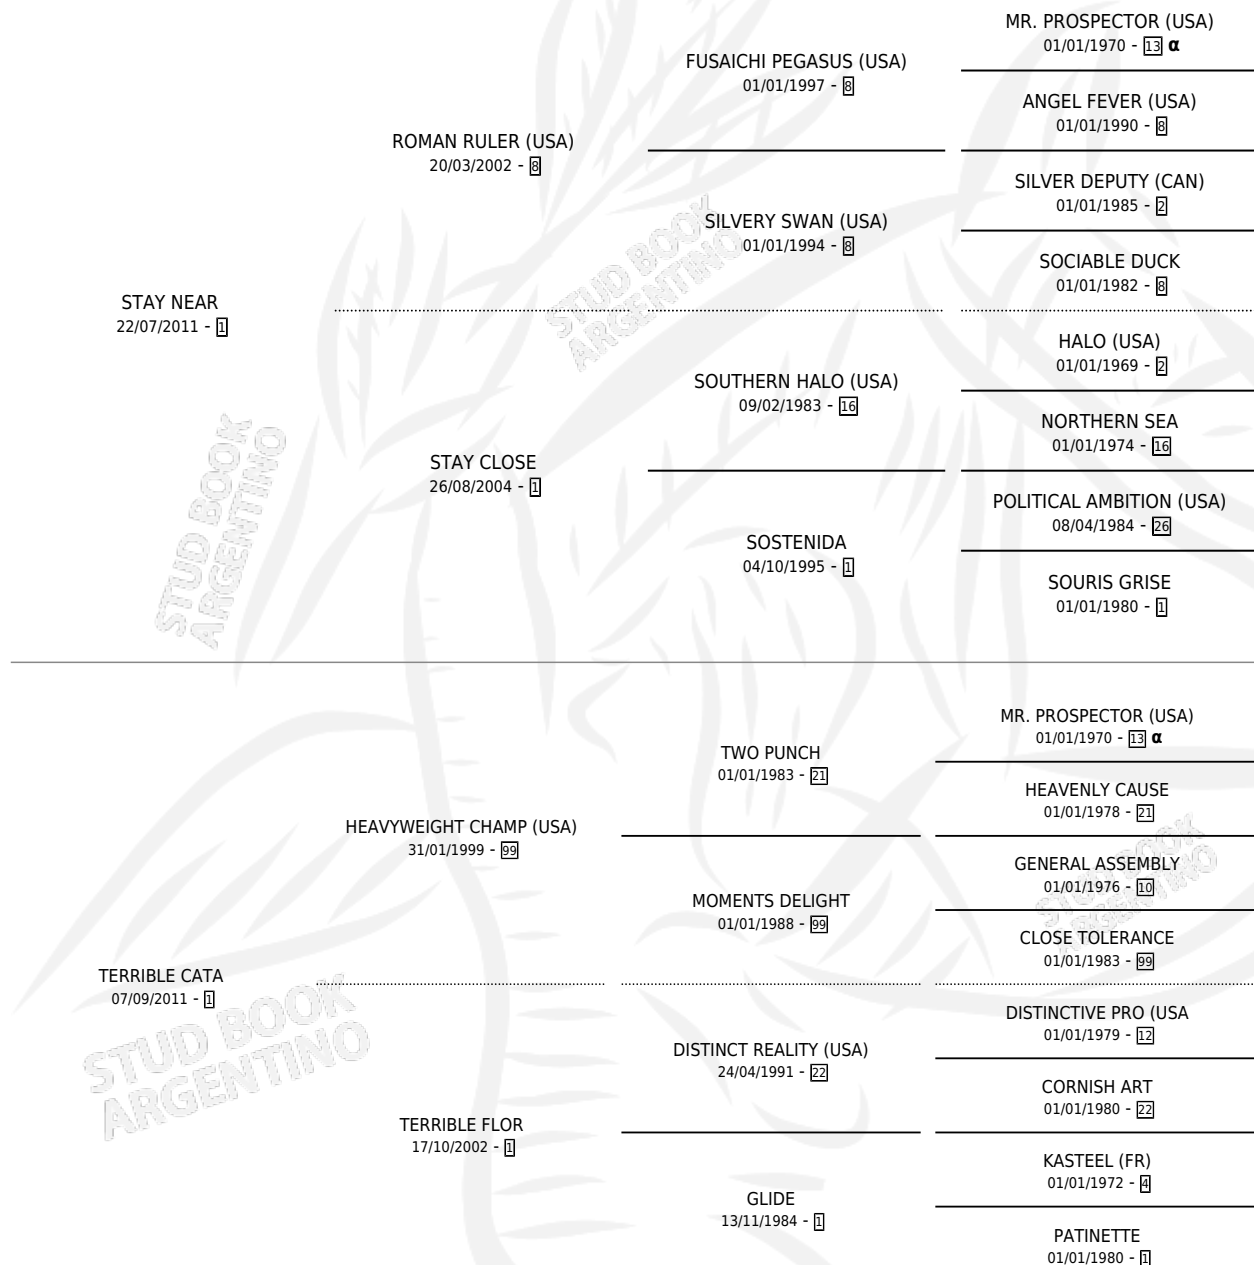 MR. PROSPECTOR (USA)
01/01/1970 - 13 α
FUSAICHI PEGASUS (USA)
01/01/1997 - 8
ANGEL FEVER (USA)
01/01/1990 - 8
ROMAN RULER (USA)
20/03/2002 - 8
SILVER DEPUTY (CAN)
01/01/1985 - 2
SILVERY SWAN (USA)
01/01/1994 - 8
SOCIABLE DUCK
01/01/1982 - 8
STAY NEAR
22/07/2011 - 1
HALO (USA)
01/01/1969 - 2
SOUTHERN HALO (USA)
09/02/1983 - 16
NORTHERN SEA
01/01/1974 - 16
STAY CLOSE
26/08/2004 - 1
POLITICAL AMBITION (USA)
08/04/1984 - 26
SOSTENIDA
04/10/1995 - 1
SOURIS GRISE
01/01/1980 - 1
MR. PROSPECTOR (USA)
01/01/1970 - 13 α
TWO PUNCH
01/01/1983 - 21
HEAVENLY CAUSE
01/01/1978 - 21
HEAVYWEIGHT CHAMP (USA)
31/01/1999 - 99
GENERAL ASSEMBLY
01/01/1976 - 10
MOMENTS DELIGHT
01/01/1988 - 99
CLOSE TOLERANCE
01/01/1983 - 99
TERRIBLE CATA
07/09/2011 - 1
DISTINCTIVE PRO (USA
01/01/1979 - 12
DISTINCT REALITY (USA)
24/04/1991 - 22
CORNISH ART
01/01/1980 - 22
TERRIBLE FLOR
17/10/2002 - 1
KASTEEL (FR)
01/01/1972 - 4
GLIDE
13/11/1984 - 1
PATINETTE
01/01/1980 - 1
STUD BOOK
ARGENTINO
STUD BOOK
ARGENTINO
STUD BOOK
ARGENTINO
STUD BOOK
ARGENTINO